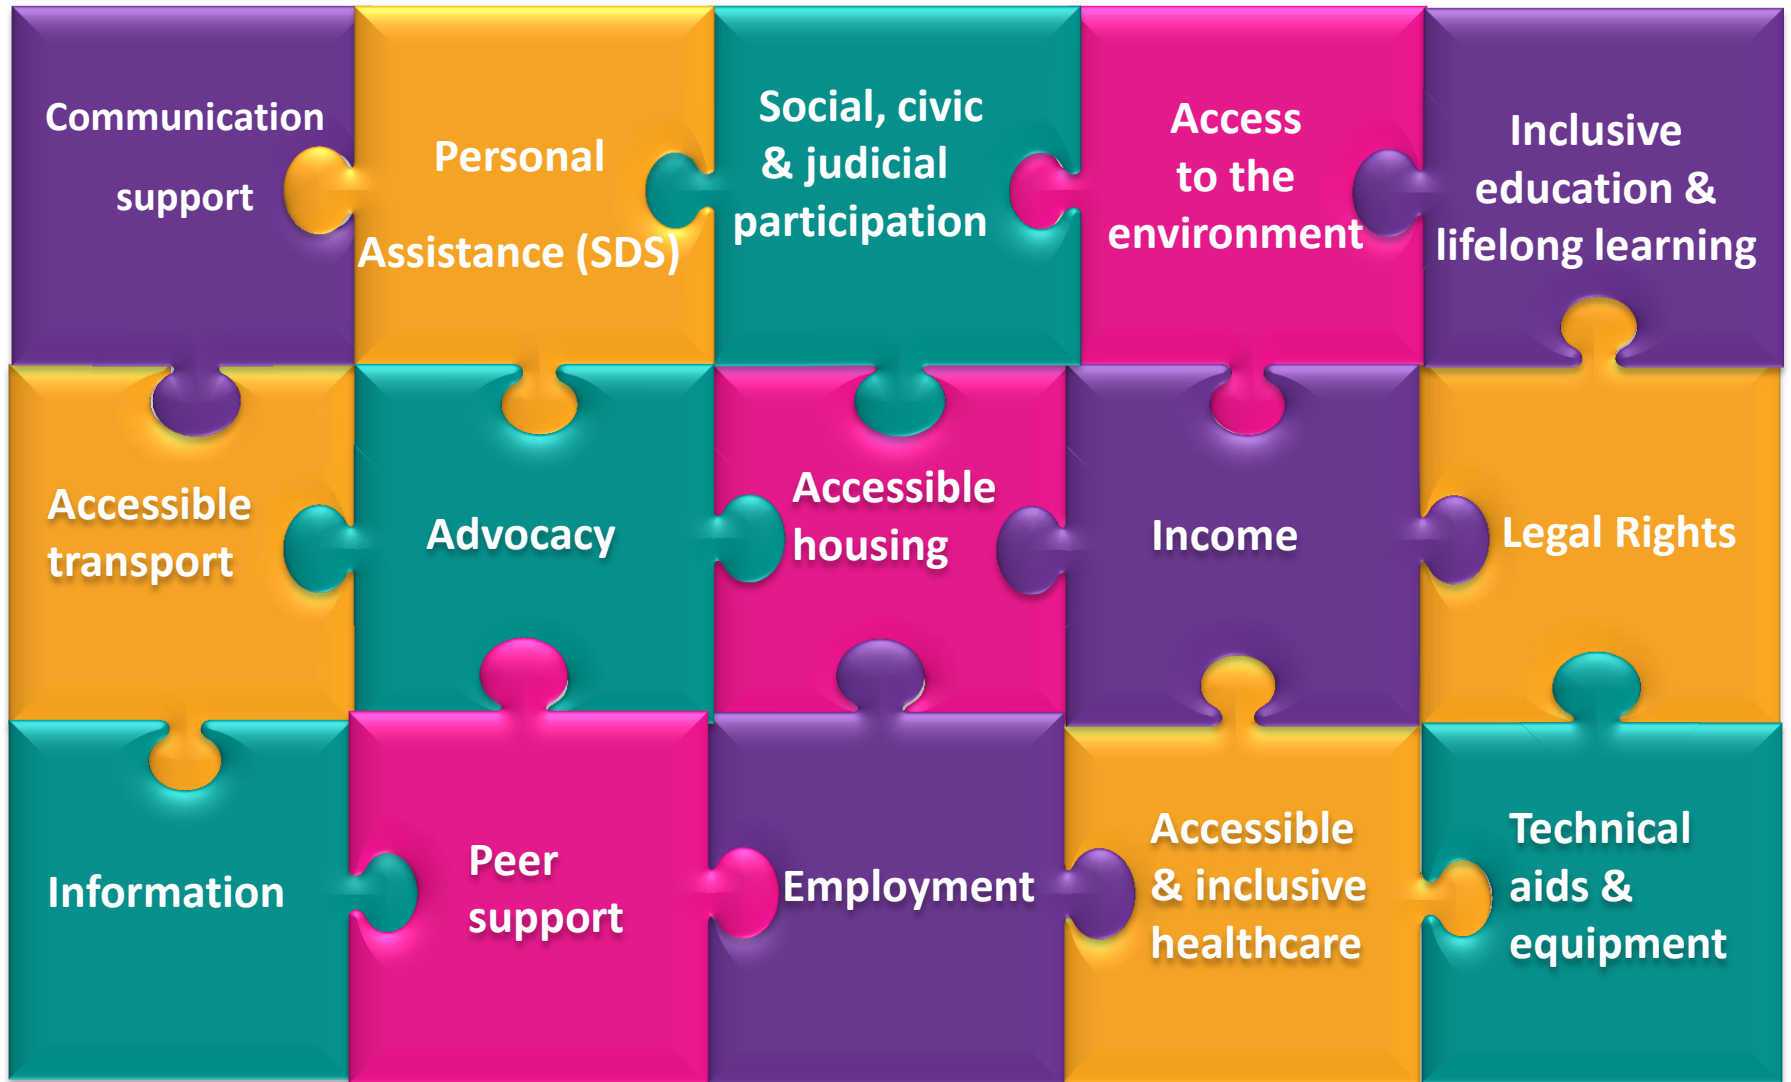 Communication
support
Personal
Assistance (SDS)
Social, civic
& judicial
participation
Access
to the
environment
Inclusive
education &
lifelong learning
Accessible
transport
Advocacy
Accessible
housing
Income
Legal Rights
Information
Peer
support
Employment
Accessible
& inclusive
healthcare
Technical
aids &
equipment